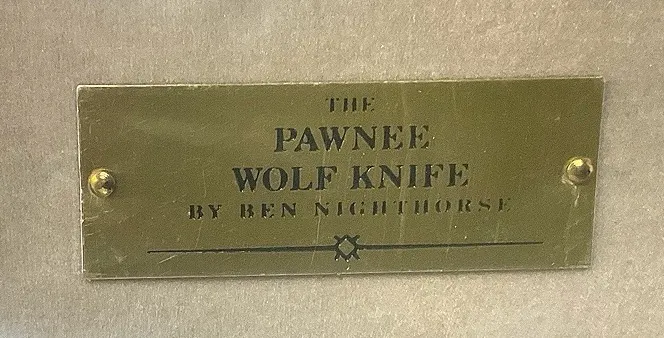 THE
PAWNEE
WOLF KNIFE
BY BEN NIGHTHORSE